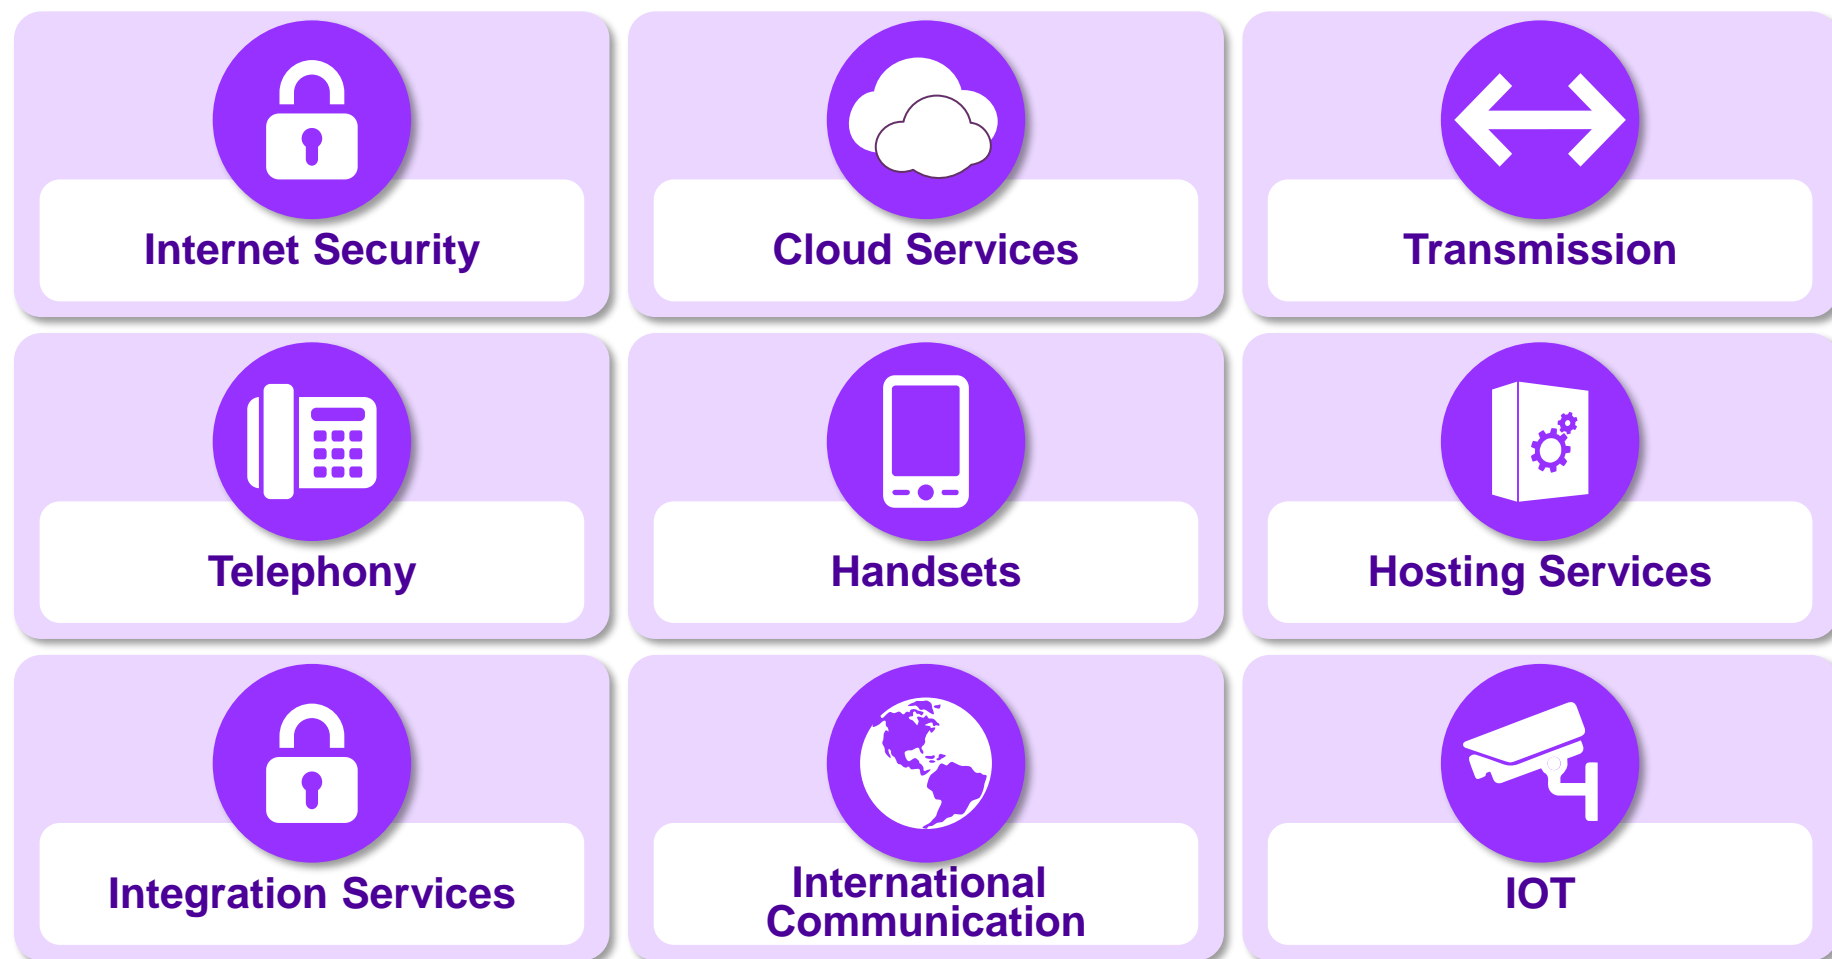 Internet Security
Cloud Services
Transmission
Telephony
Handsets
Hosting Services
Integration Services
International
Communication
IOT